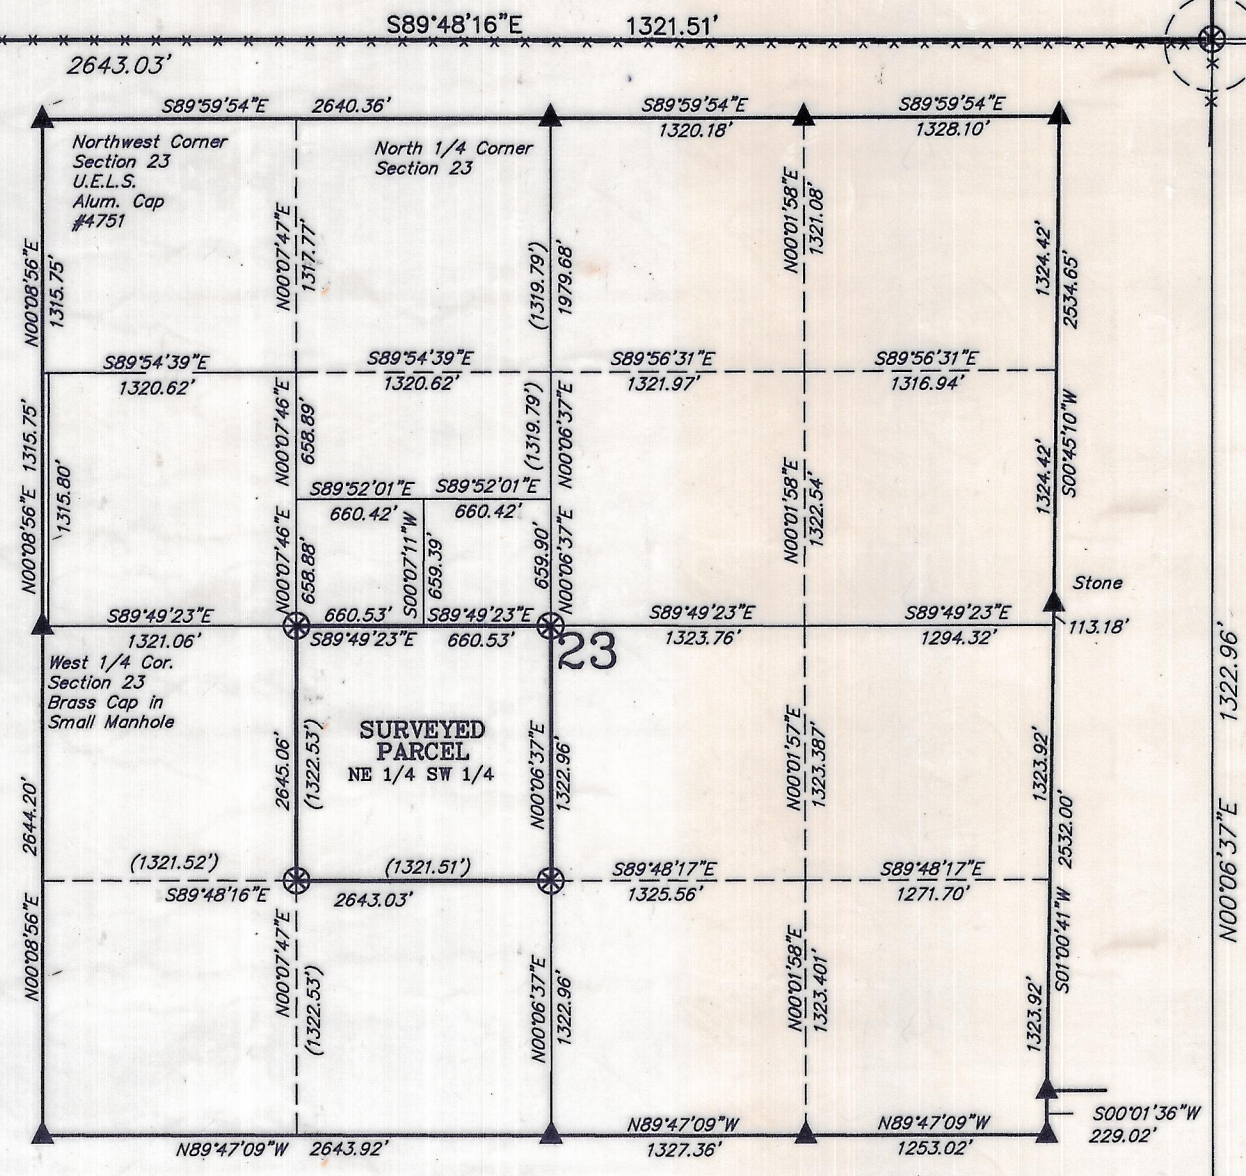 S89°48'16"E 1321.51'
2643.03'
S89°59'54"E 2640.36'
S89°59'54"E
1320.18'
S89°59'54"E
1328.10'
Northwest Corner
Section 23
U.E.L.S.
Alum. Cap
#4751
North 1/4 Corner
Section 23
N00°08'56"E
1315.75'
N00°07'47"E
1317.77'
(1319.79')
1979.68'
N00°01'58"E
1321.08'
1324.42'
2534.65'
S89°54'39"E
1320.62'
S89°54'39"E
1320.62'
S89°56'31"E
1321.97'
S89°56'31"E
1316.94'
N00°08'56"E 1315.75'
1315.80'
N00°07'46"E
658.89'
(1319.79')
N00°06'37"E
N00°01'58"E
1322.54'
1324.42'
S00°45'10"W
S89°52'01"E
660.42'
S89°52'01"E
660.42'
N00°07'46"E
658.88'
S00°07'11"W
659.39'
659.90'
N00°06'37"E
Stone
113.18'
S89°49'23"E
1321.06'
660.53'
S89°49'23"E
S89°49'23"E
660.53'
S89°49'23"E
1323.76'
S89°49'23"E
1294.32'
23
West 1/4 Cor.
Section 23
Brass Cap in
Small Manhole
SURVEYED
PARCEL
NE 1/4 SW 1/4
2644.20'
2645.06'
(1322.53')
N00°06'37"E
1322.96'
N00°01'57"E
1323.387'
1323.92'
2532.00'
1322.96'
N00°06'37"E
(1321.52')
S89°48'16"E
(1321.51')
2643.03'
S89°48'17"E
1325.56'
S89°48'17"E
1271.70'
N00°08'56"E
N00°07'47"E
(1322.53')
N00°06'37"E
1322.96'
N00°01'58"E
1323.401'
S01°00'41"W
1323.92'
S00°01'36"W
229.02'
N89°47'09"W 2643.92'
N89°47'09"W
1327.36'
N89°47'09"W
1253.02'